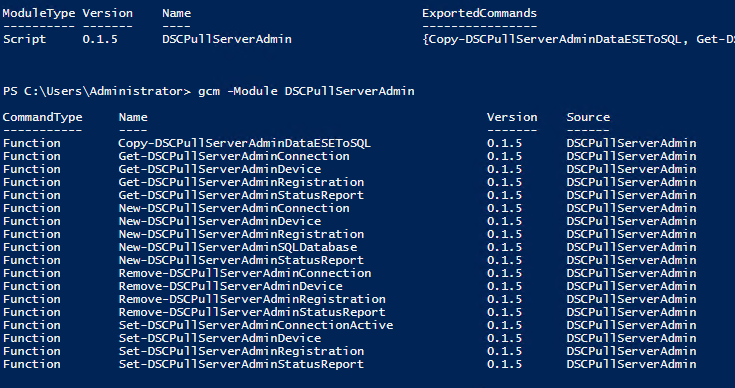 ModuleType Version Name ExportedCommands
---------- ------- ---- ----------------
Script 0.1.5 DSCPullServerAdmin {Copy-DSCPullServerAdminDataESEToSQL, Get-DS
PS C:\Users\Administrator> gcm -Module DSCPullServerAdmin
CommandType Name Version Source
----------- ---- ------- ------
Function Copy-DSCPullServerAdminDataESEToSQL 0.1.5 DSCPullServerAdmin
Function Get-DSCPullServerAdminConnection 0.1.5 DSCPullServerAdmin
Function Get-DSCPullServerAdminDevice 0.1.5 DSCPullServerAdmin
Function Get-DSCPullServerAdminRegistration 0.1.5 DSCPullServerAdmin
Function Get-DSCPullServerAdminStatusReport 0.1.5 DSCPullServerAdmin
Function New-DSCPullServerAdminConnection 0.1.5 DSCPullServerAdmin
Function New-DSCPullServerAdminDevice 0.1.5 DSCPullServerAdmin
Function New-DSCPullServerAdminRegistration 0.1.5 DSCPullServerAdmin
Function New-DSCPullServerAdminSQLDatabase 0.1.5 DSCPullServerAdmin
Function New-DSCPullServerAdminStatusReport 0.1.5 DSCPullServerAdmin
Function Remove-DSCPullServerAdminConnection 0.1.5 DSCPullServerAdmin
Function Remove-DSCPullServerAdminDevice 0.1.5 DSCPullServerAdmin
Function Remove-DSCPullServerAdminRegistration 0.1.5 DSCPullServerAdmin
Function Remove-DSCPullServerAdminStatusReport 0.1.5 DSCPullServerAdmin
Function Set-DSCPullServerAdminConnectionActive 0.1.5 DSCPullServerAdmin
Function Set-DSCPullServerAdminDevice 0.1.5 DSCPullServerAdmin
Function Set-DSCPullServerAdminRegistration 0.1.5 DSCPullServerAdmin
Function Set-DSCPullServerAdminStatusReport 0.1.5 DSCPullServerAdmin